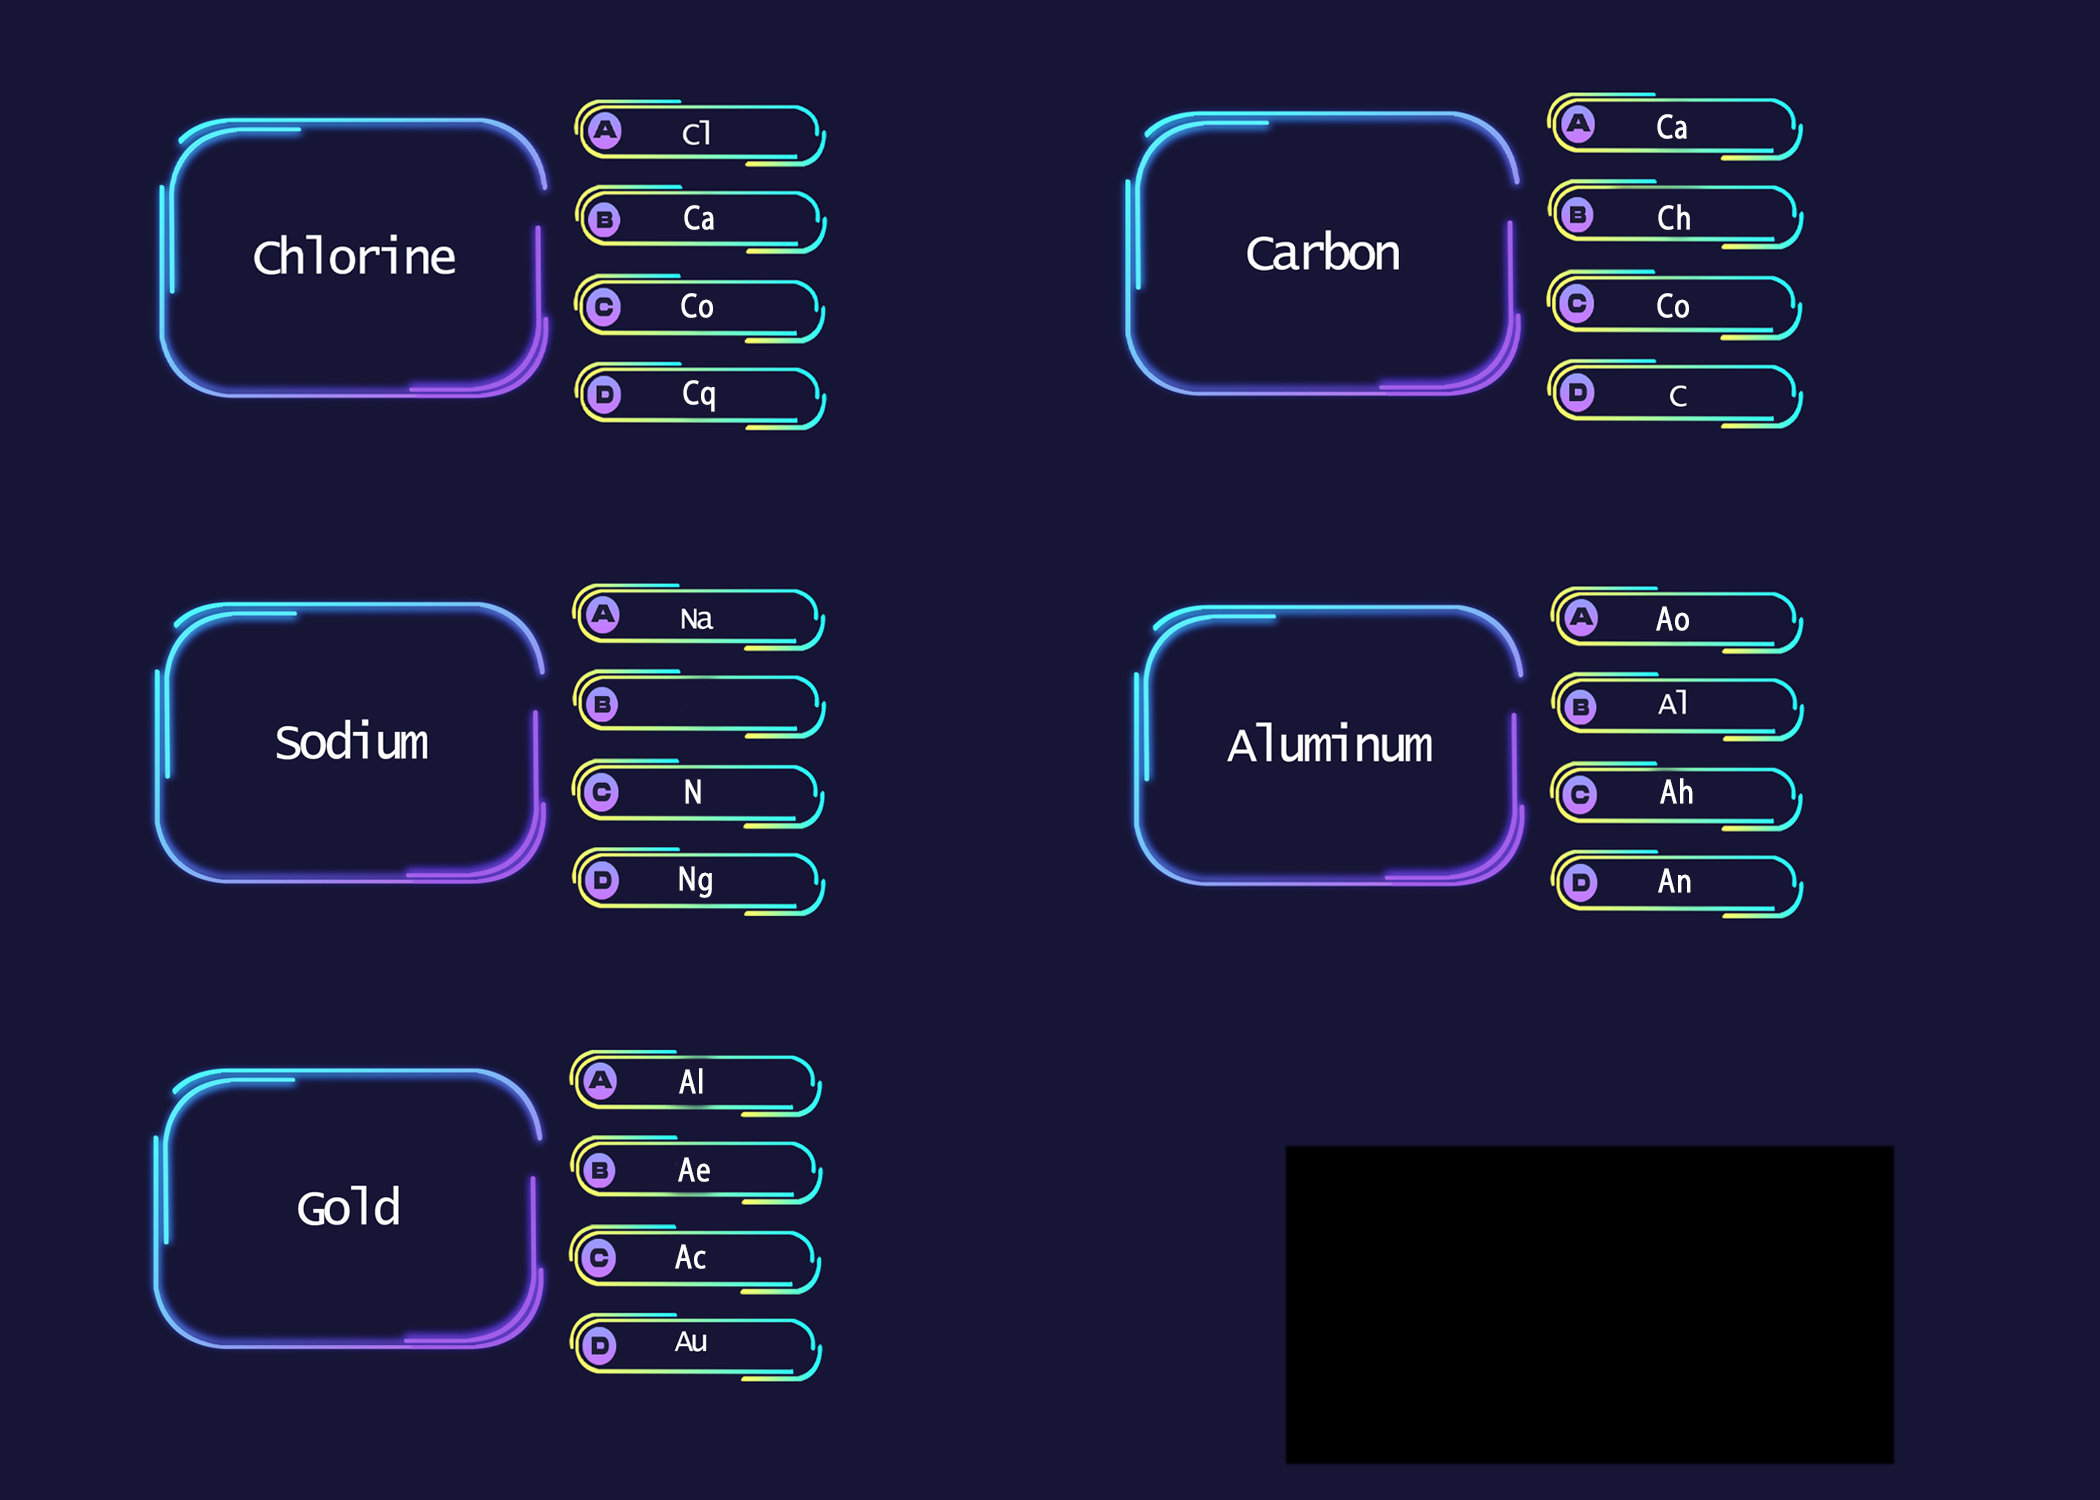 Chlorine
A Cl
B Ca
C Co
D Cq
Carbon
A Ca
B Ch
C Co
D C
Sodium
A Na
B
C N
D Ng
Aluminum
A Ao
B Al
C Ah
D An
Gold
A Al
B Ae
C Ac
D Au